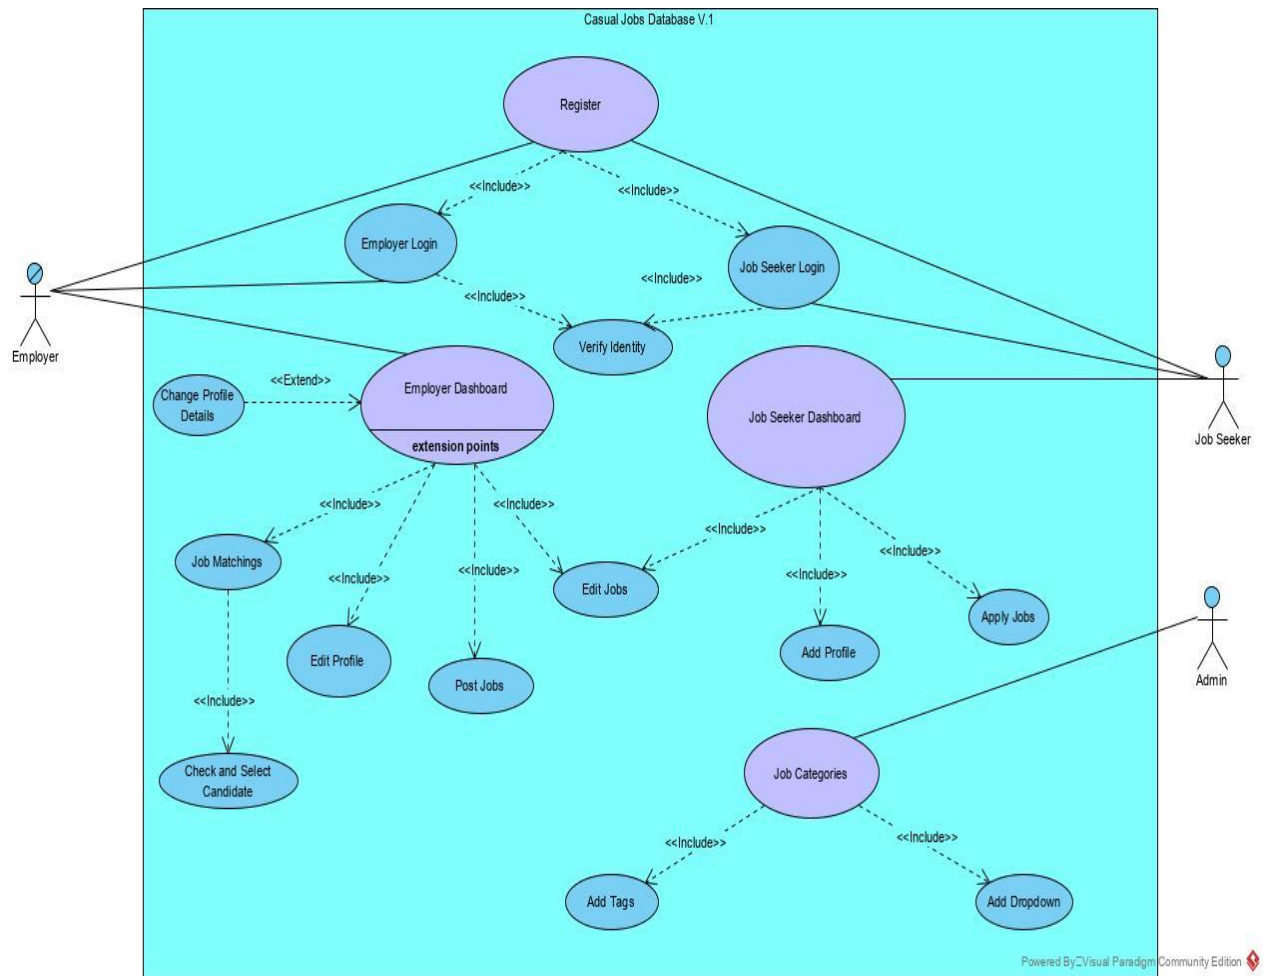 Casual Jobs Database V.1
Register
<<Include>>
<<Include>>
Employer Login
Job Seeker Login
<<Include>>
<<Include>>
Verify Identity
Employer
Job Seeker
Change Profile
Details
<<Extend>>
Employer Dashboard
extension points
Job Seeker Dashboard
<<Include>>
<<Include>>
<<Include>>
<<Include>>
<<Include>>
<<Include>>
<<Include>>
Job Matchings
Edit Profile
Post Jobs
Edit Jobs
Add Profile
Apply Jobs
Admin
<<Include>>
Check and Select
Candidate
Job Categories
<<Include>>
<<Include>>
Add Tags
Add Dropdown
Powered By Visual Paradigm Community Edition